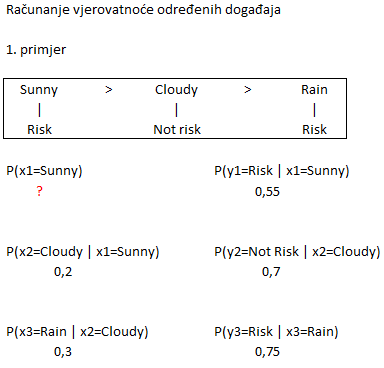 Računanje vjerovatnoće određenih događaja
1. primjer
Sunny > Cloudy > Rain
| | |
Risk Not risk Risk
P(x1=Sunny) P(y1=Risk | x1=Sunny)
? 0,55
P(x2=Cloudy | x1=Sunny) P(y2=Not Risk | x2=Cloudy)
0,2 0,7
P(x3=Rain | x2=Cloudy) P(y3=Risk | x3=Rain)
0,3 0,75